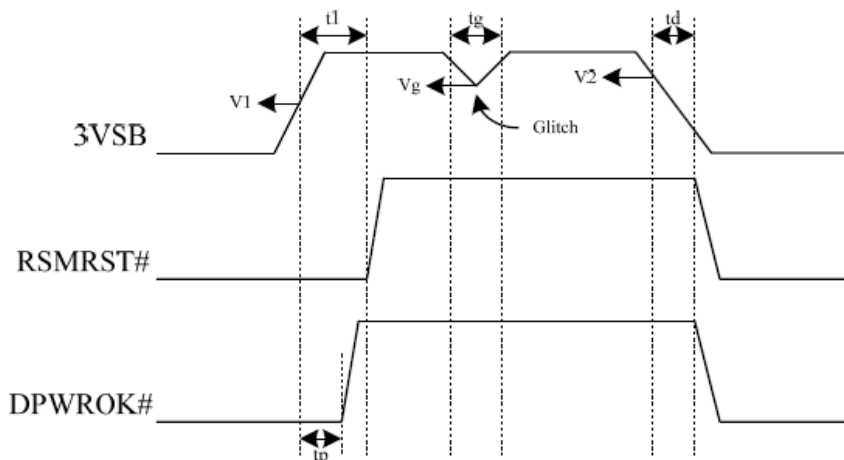 t1
tg
td
V1
Vg
V2
Glitch
3VSB
RSMRST#
DPWROK#
tp